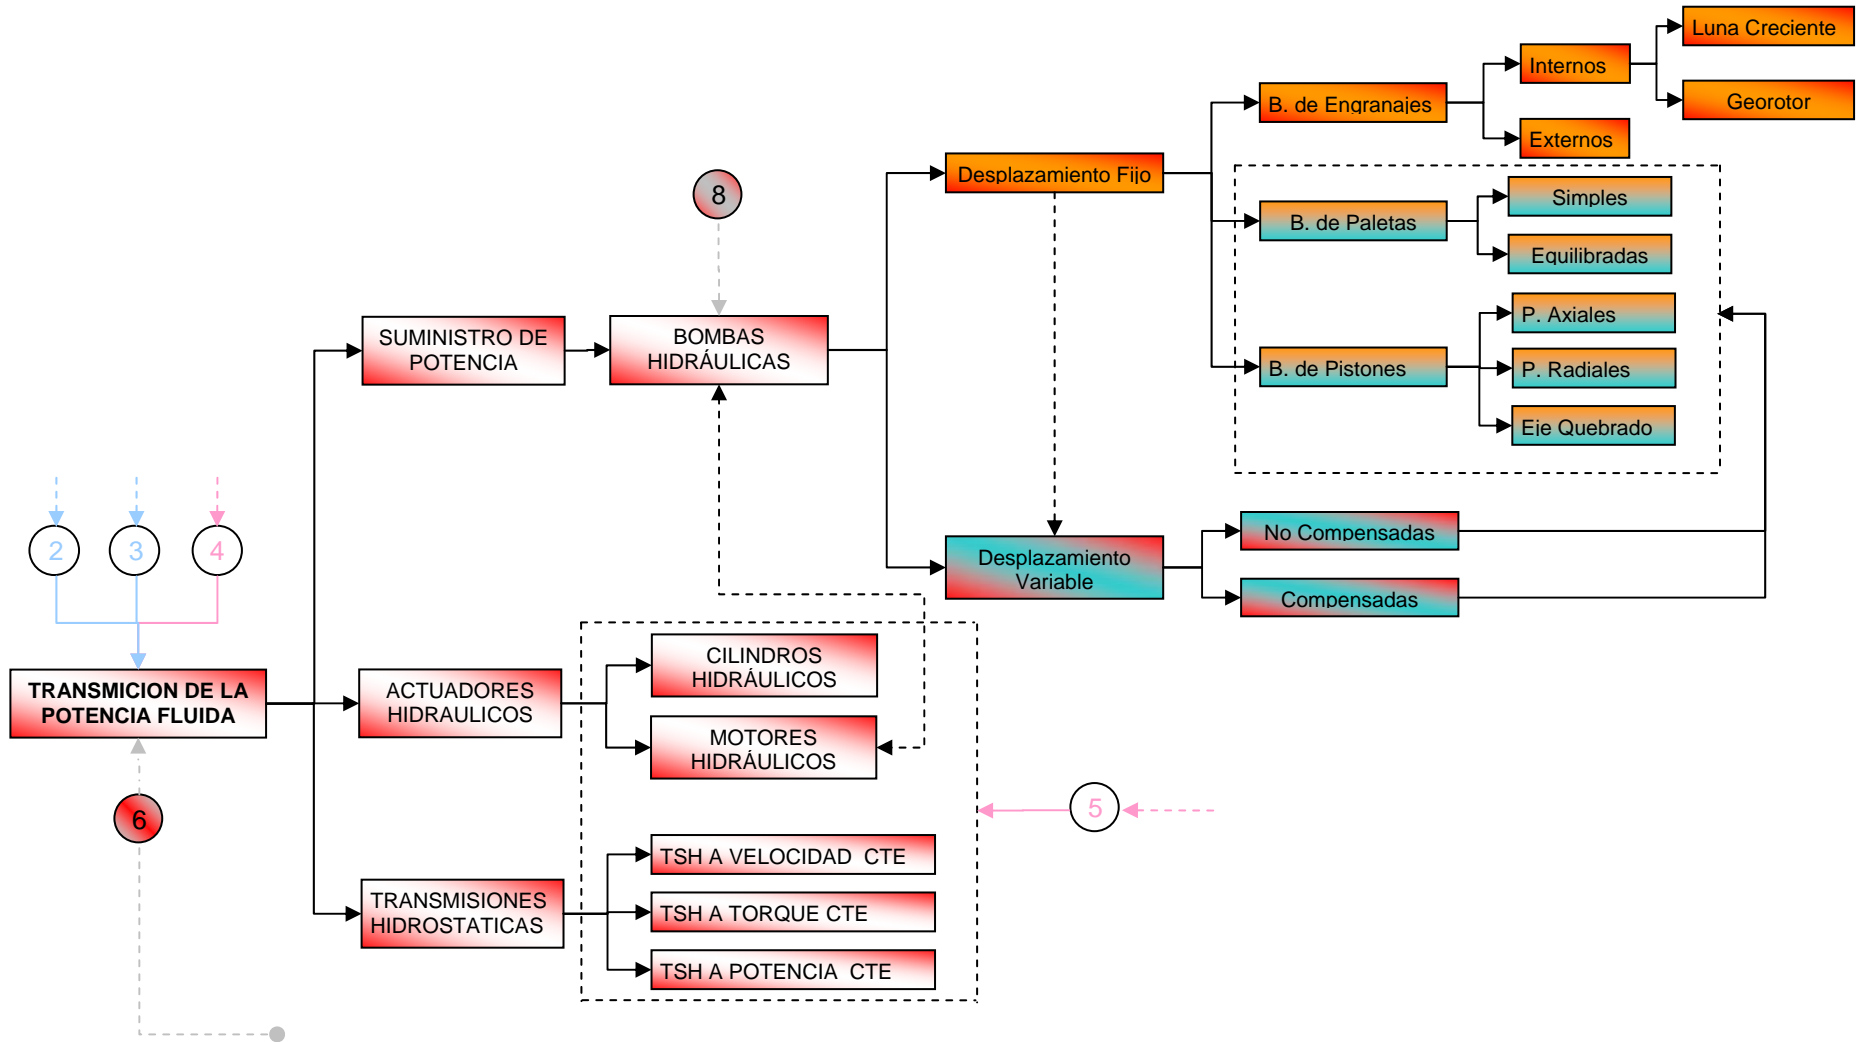 Luna Creciente
Internos
Georotor
B. de Engranajes
Externos
Desplazamiento Fijo
8
Simples
B. de Paletas
Equilibradas
P. Axiales
SUMINISTRO DE
POTENCIA
BOMBAS
HIDRÁULICAS
B. de Pistones
P. Radiales
Eje Quebrado
2
3
4
No Compensadas
Desplazamiento
Variable
Compensadas
CILINDROS
HIDRÁULICOS
TRANSMICION DE LA
POTENCIA FLUIDA
ACTUADORES
HIDRAULICOS
MOTORES
HIDRÁULICOS
6
5
TSH A VELOCIDAD  CTE
TRANSMISIONES
HIDROSTATICAS
TSH A TORQUE CTE
TSH A POTENCIA  CTE